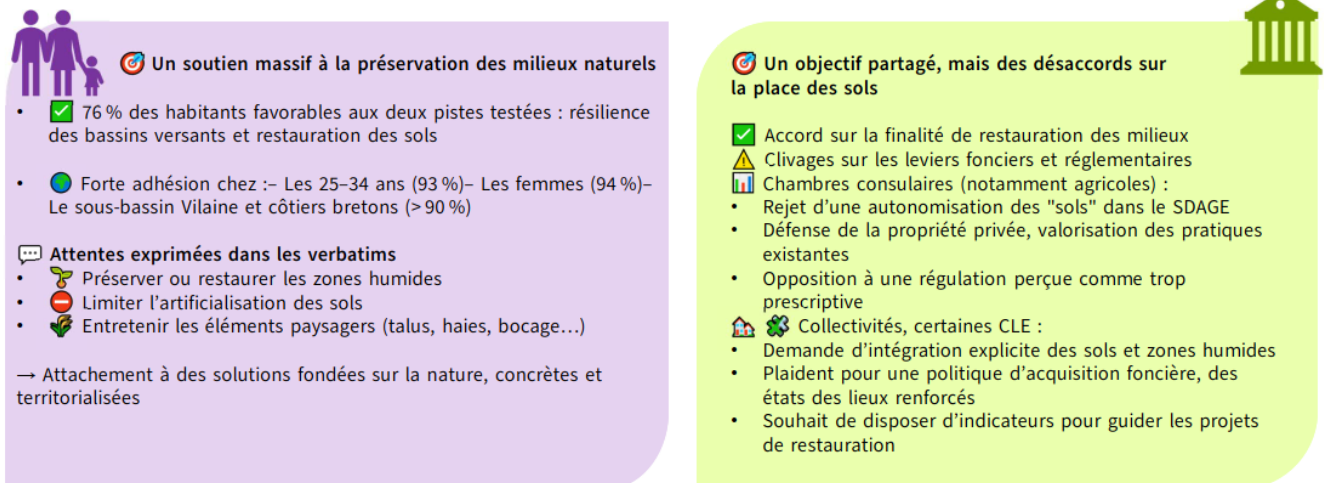 🎯 Un soutien massif à la préservation des milieux naturels
• ✅ 76 % des habitants favorables aux deux pistes testées : résilience
des bassins versants et restauration des sols
• 🌍 Forte adhésion chez :– Les 25–34 ans (93 %)– Les femmes (94 %)–
Le sous-bassin Vilaine et côtiers bretons (> 90 %)
💬 Attentes exprimées dans les verbatims
• 🌱 Préserver ou restaurer les zones humides
• ⛔ Limiter l’artificialisation des sols
• 🌾 Entretenir les éléments paysagers (talus, haies, bocage…)
→ Attachement à des solutions fondées sur la nature, concrètes et
territorialisées
🎯 Un objectif partagé, mais des désaccords sur
la place des sols
✅ Accord sur la finalité de restauration des milieux
⚠️ Clivages sur les leviers fonciers et réglementaires
📊 Chambres consulaires (notamment agricoles) :
• Rejet d’une autonomisation des "sols" dans le SDAGE
• Défense de la propriété privée, valorisation des pratiques
existantes
• Opposition à une régulation perçue comme trop
prescriptive
🏘️ 🧩 Collectivités, certaines CLE :
• Demande d’intégration explicite des sols et zones humides
• Plaident pour une politique d’acquisition foncière, des
états des lieux renforcés
• Souhait de disposer d’indicateurs pour guider les projets
de restauration